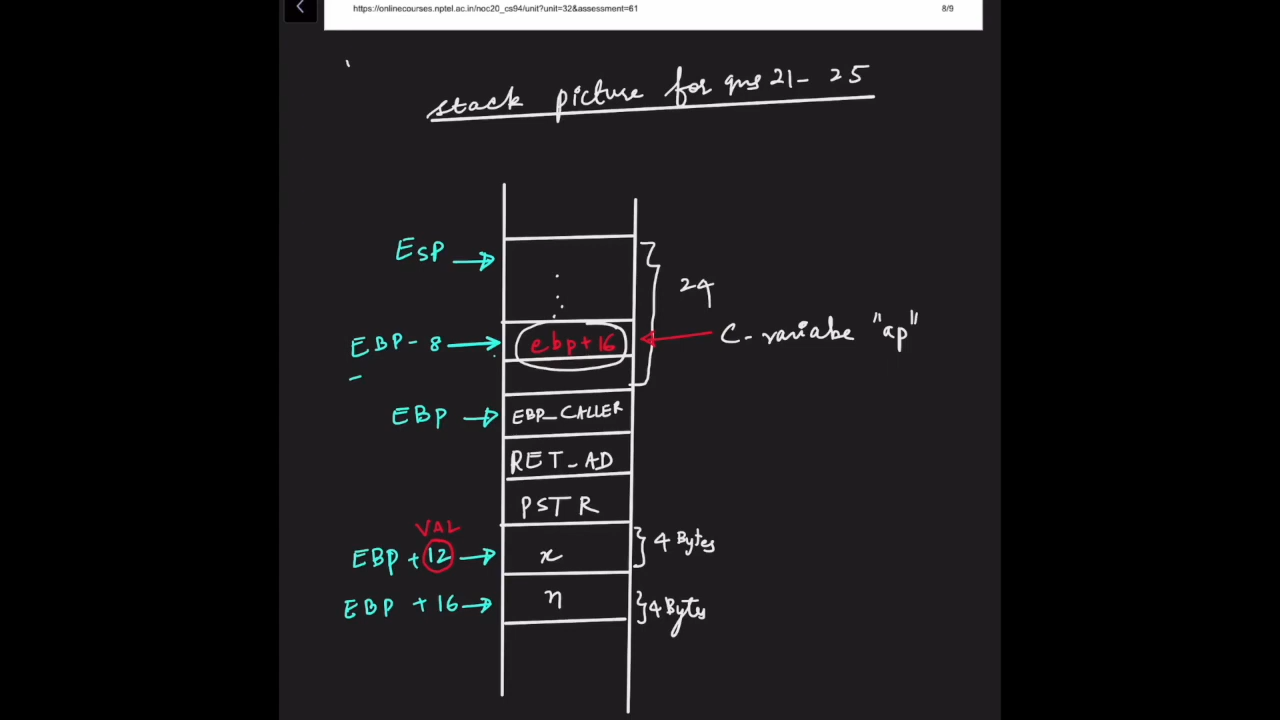 https://onlinecourses.nptel.ac.in/noc20_cs94/unit?unit=32&assessment=61 8/9
stack picture for qns 21 - 25
ESP
24
EBP - 8 ebp + 16 C - variabe "ap"
EBP EBP_CALLER
RET_AD
PSTR
VAL
EBP + 12 x 4 Bytes
EBP + 16 n 4 Bytes